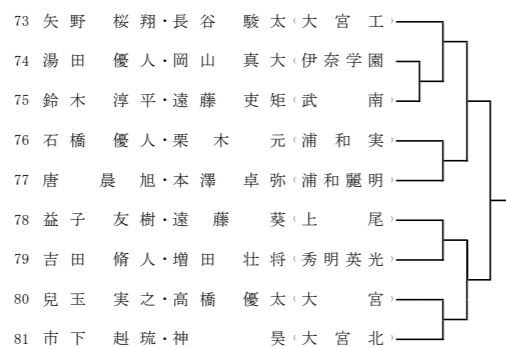 73 矢野 桜翔・長谷 駿太（大宮工）
74 湯田 優人・岡山 真大（伊奈学園）
75 鈴木 淳平・遠藤 吏矩（武南）
76 石橋 優人・栗木 元（浦和実）
77 唐 晨旭・本澤 卓弥（浦和麗明）
78 益子 友樹・遠藤 葵（上尾）
79 吉田 脩人・増田 壮将（秀明英光）
80 兒玉 実之・高橋 優太（大宮）
81 市下 赳琉・神 昊（大宮北）